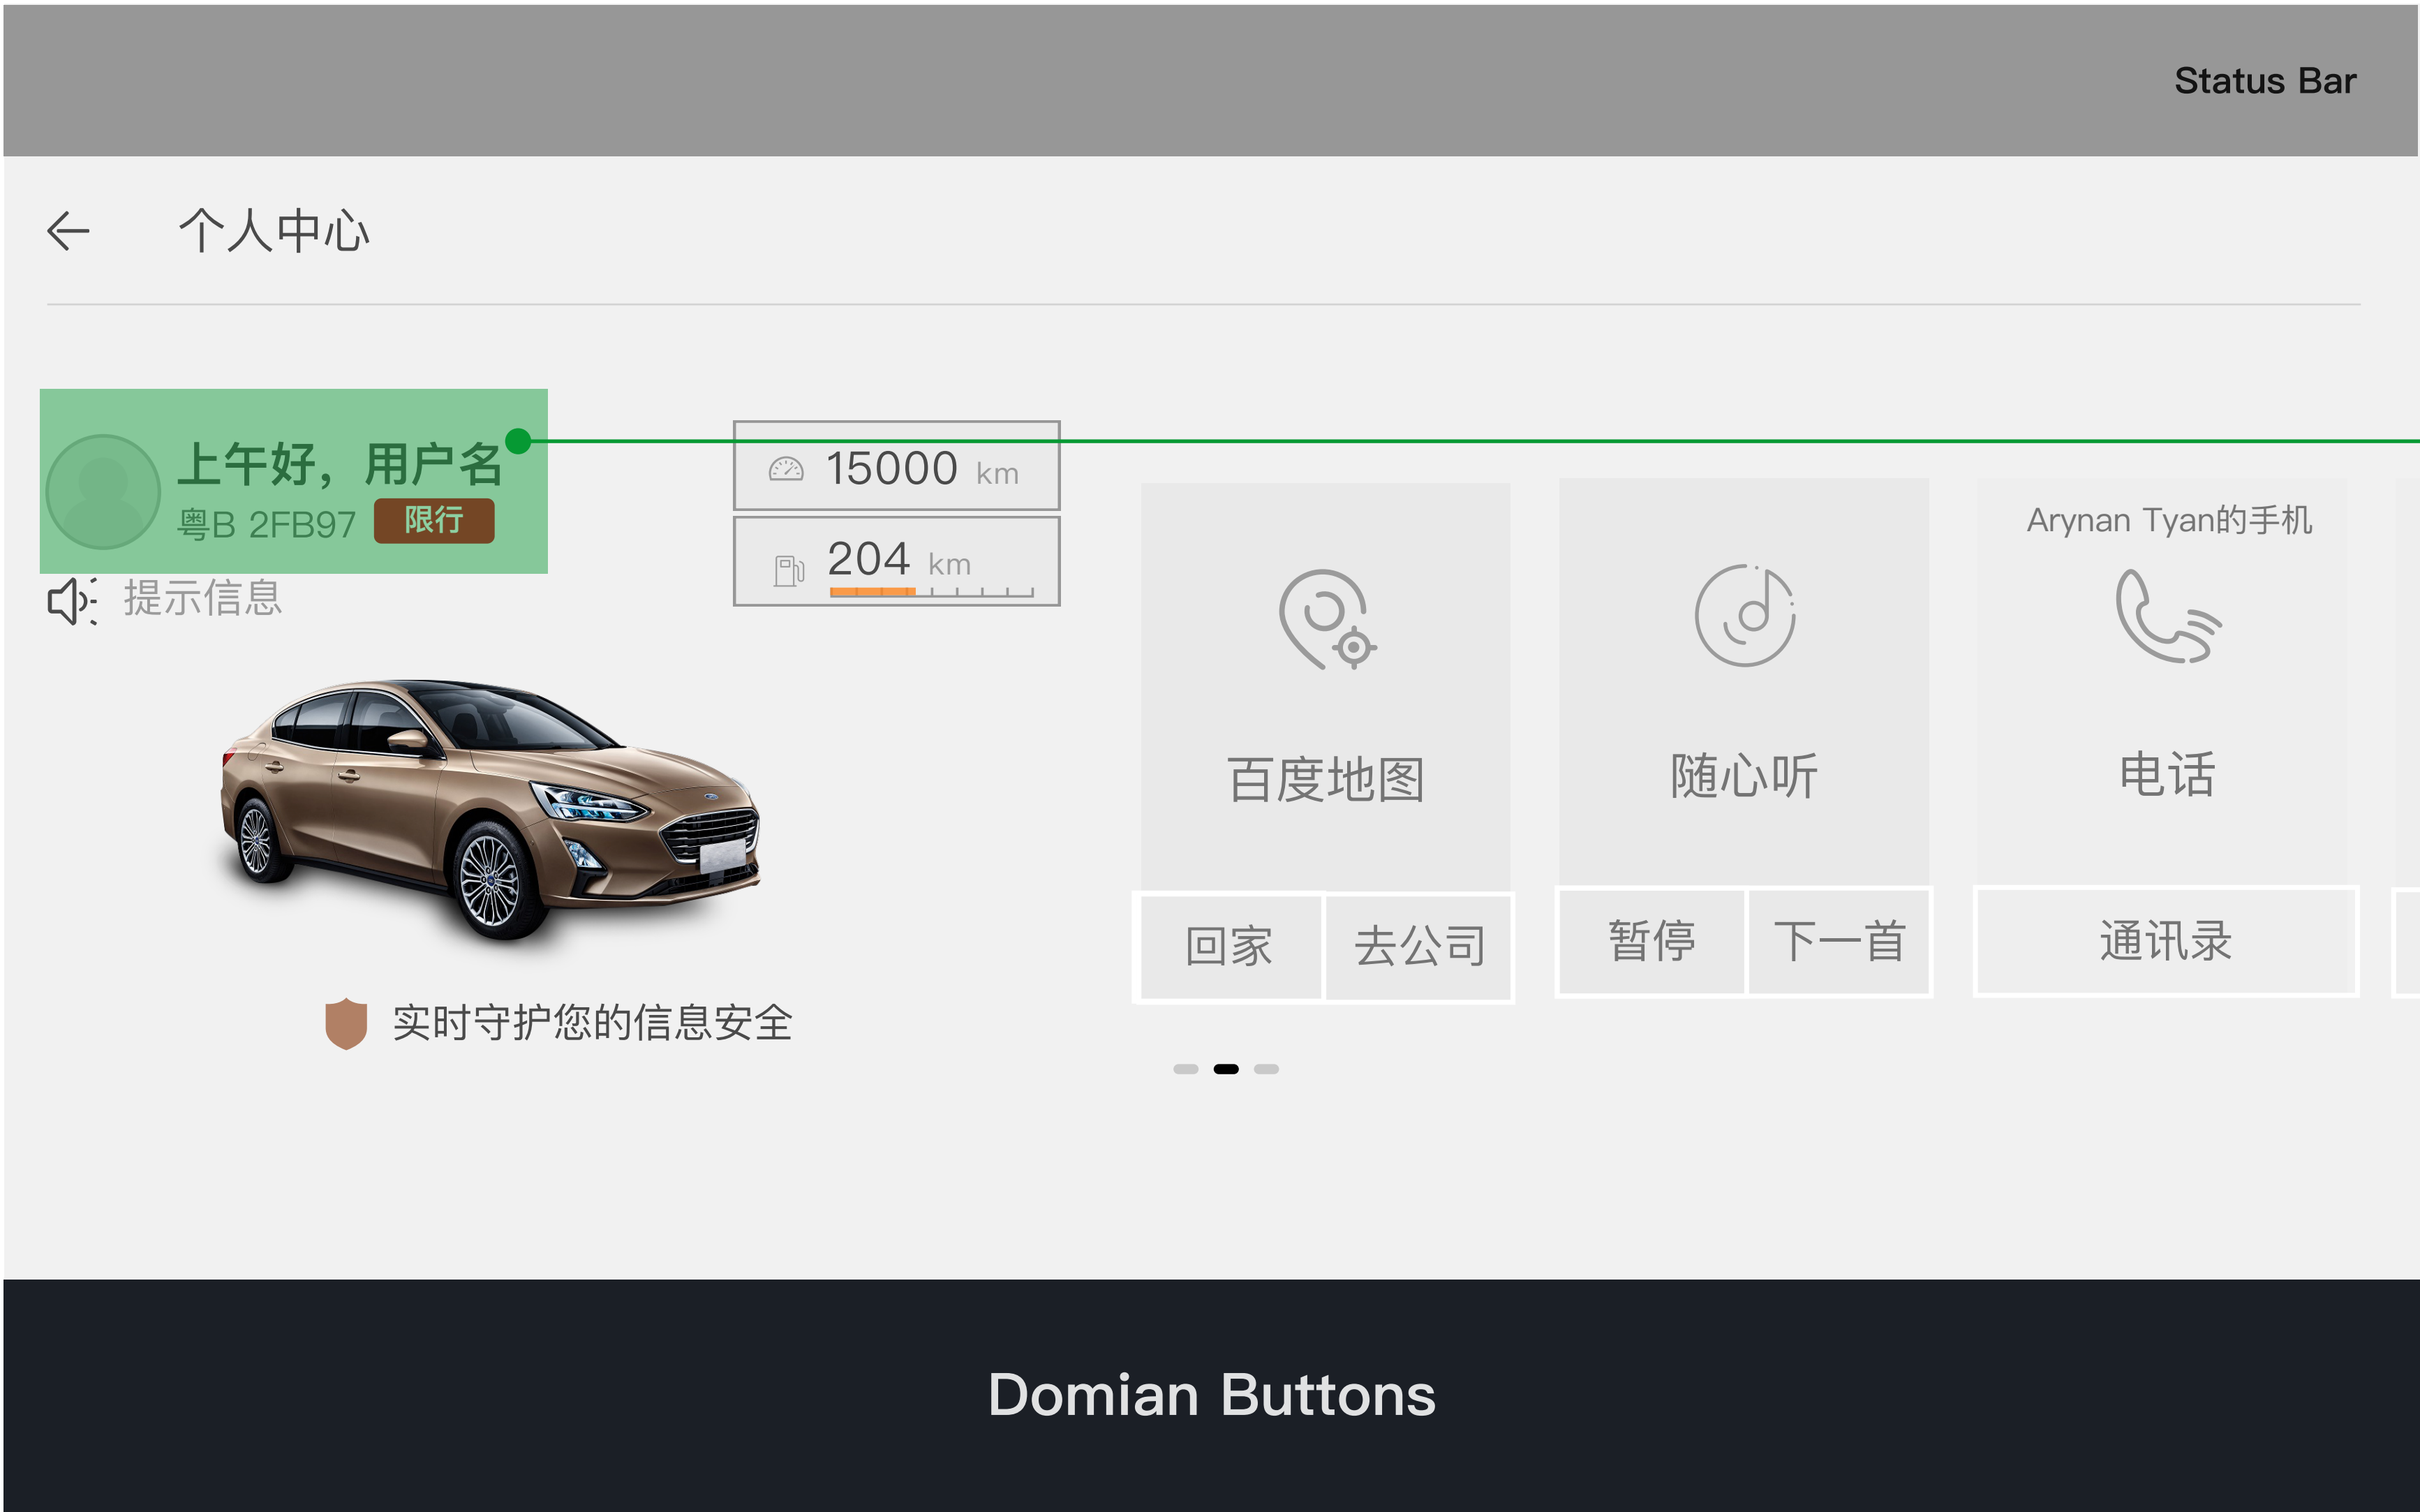 Status Bar
个人中心
上午好，用户名
粤B 2FB97 限行
提示信息
15000 km
204 km
Arynan Tyan的手机
百度地图
随心听
电话
回家
去公司
暂停
下一首
通讯录
实时守护您的信息安全
Domian Buttons